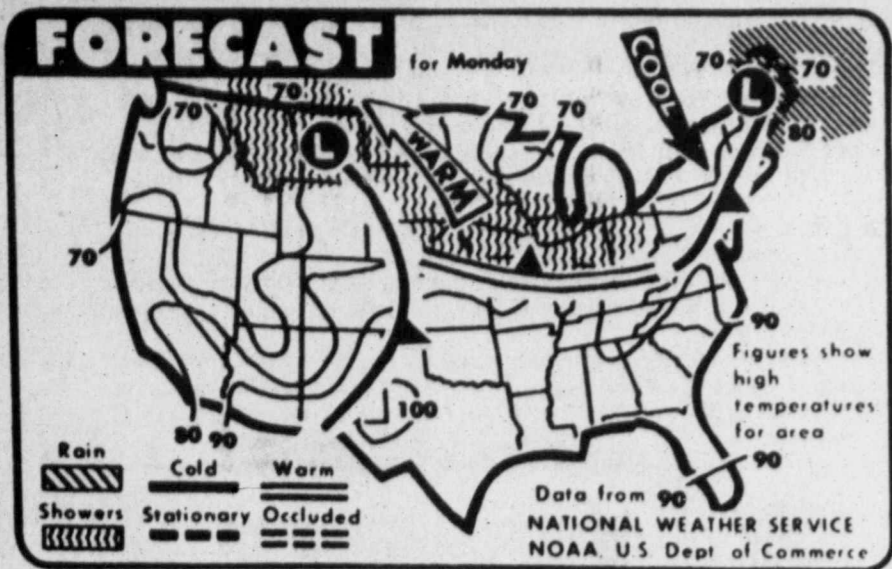 FORECAST
for Monday
COOL
70
70
70
70
70
70
L
L
80
WARM
70
90
100
Figures show
high
temperatures
for area
80
90
90
90
Rain
Cold
Warm
Showers
Stationary
Occluded
Data from
NATIONAL WEATHER SERVICE
NOAA, U.S. Dept of Commerce